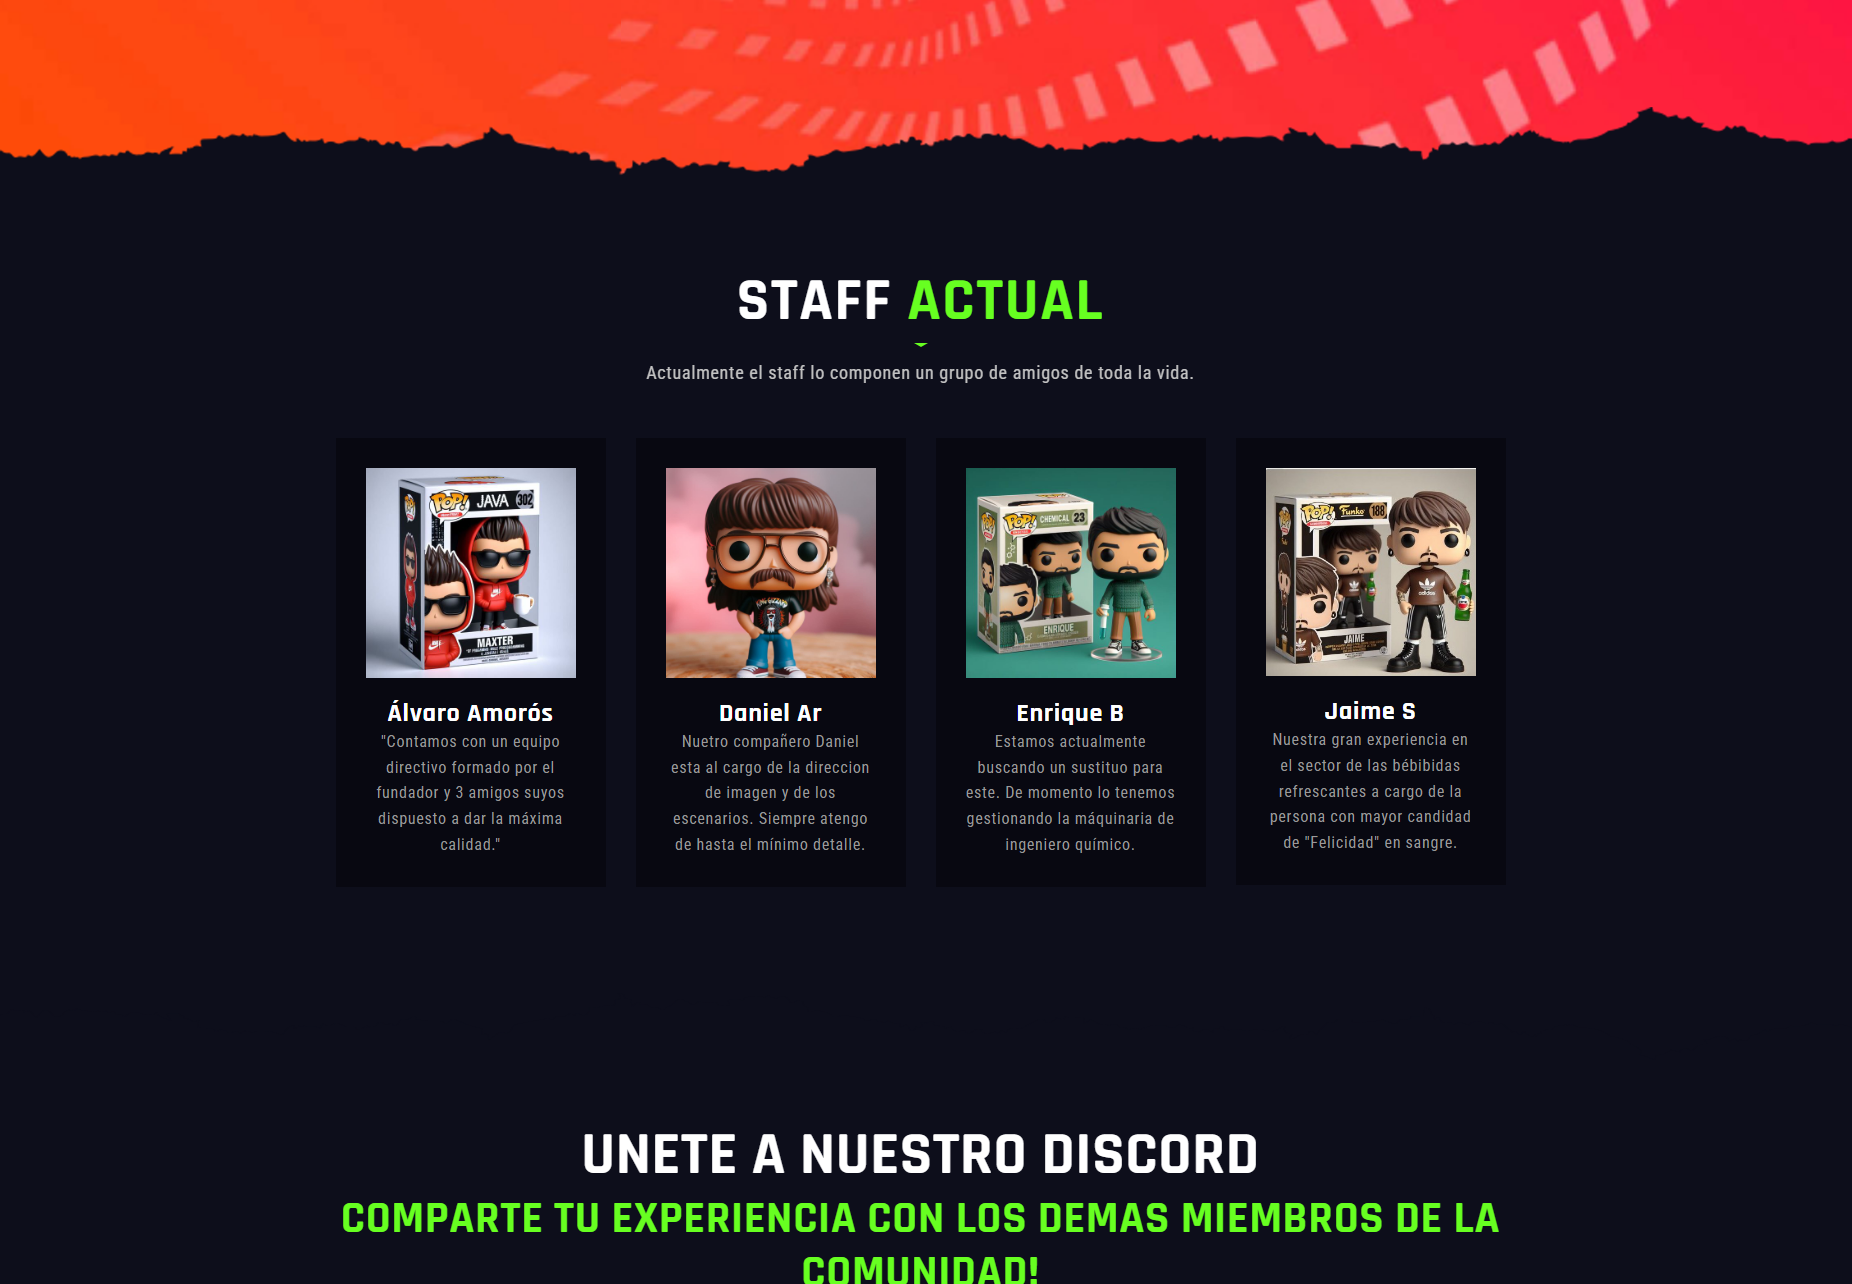 STAFF ACTUAL
Actualmente el staff lo componen un grupo de amigos de toda la vida.
POP! JAVA 302
MAXTER
POP! CHEMICAL 23
ENRIQUE
POP! Funko 188
adidas
JAIME
Álvaro Amorós
"Contamos con un equipo
directivo formado por el
fundador y 3 amigos suyos
dispuesto a dar la máxima
calidad."
Daniel Ar
Nuetro compañero Daniel
esta al cargo de la direccion
de imagen y de los
escenarios. Siempre atengo
de hasta el mínimo detalle.
Enrique B
Estamos actualmente
buscando un sustituo para
este. De momento lo tenemos
gestionando la máquinaria de
ingeniero químico.
Jaime S
Nuestra gran experiencia en
el sector de las bébibidas
refrescantes a cargo de la
persona con mayor candidad
de "Felicidad" en sangre.
UNETE A NUESTRO DISCORD
COMPARTE TU EXPERIENCIA CON LOS DEMAS MIEMBROS DE LA
COMUNIDAD!